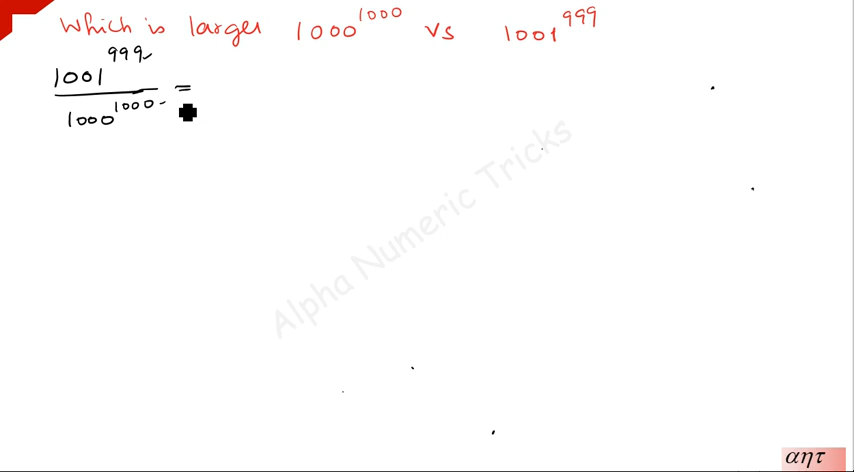 Which is larger 1000^1000 vs 1001^999
1001^999
1000^1000
=
Alpha Numeric Tricks
αητ